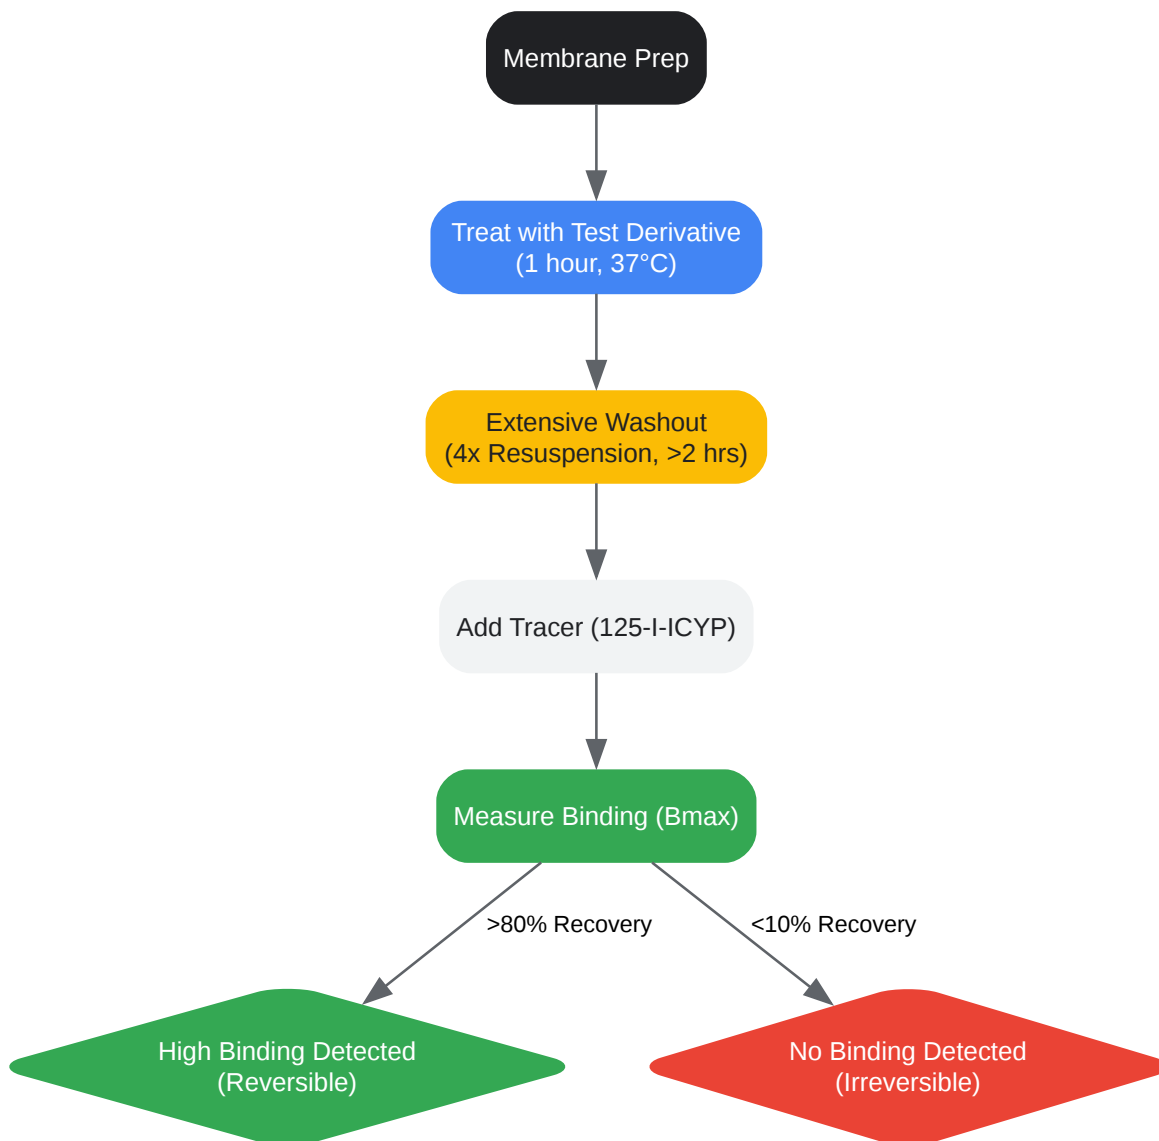 Membrane Prep
Treat with Test Derivative
(1 hour, 37°C)
Extensive Washout
(4x Resuspension, >2 hrs)
Add Tracer (125-I-ICYP)
Measure Binding (Bmax)
>80% Recovery
<10% Recovery
High Binding Detected
(Reversible)
No Binding Detected
(Irreversible)